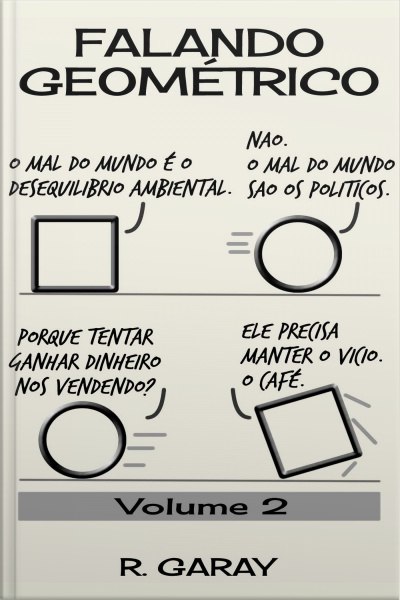 FALANDO
GEOMÉTRICO
O MAL DO MUNDO É O
DESEQUILIBRIO AMBIENTAL.
NAO.
O MAL DO MUNDO
SAO OS POLITICOS.
PORQUE TENTAR
GANHAR DINHEIRO
NOS VENDENDO?
ELE PRECISA
MANTER O VICIO.
O CAFÉ.
Volume 2
R. GARAY